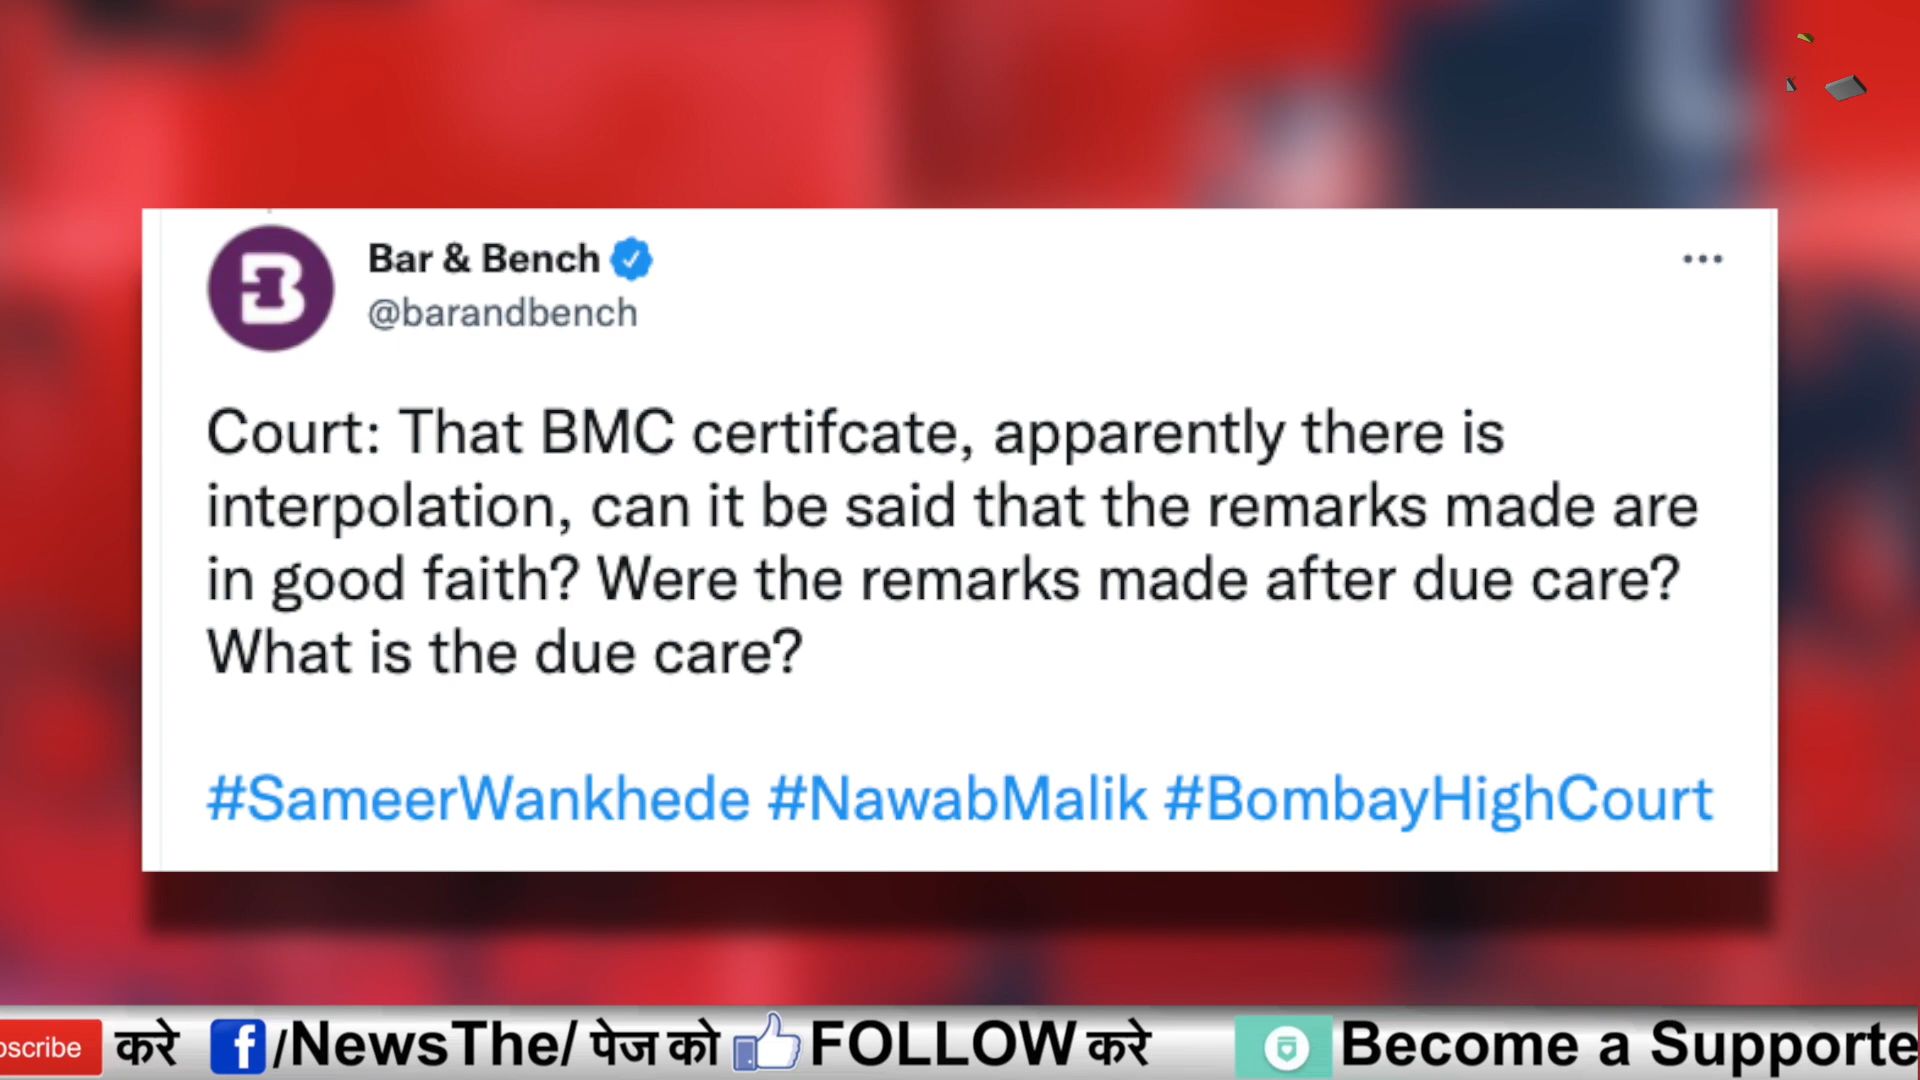 Bar & Bench
@barandbench
Court: That BMC certifcate, apparently there is
interpolation, can it be said that the remarks made are
in good faith? Were the remarks made after due care?
What is the due care?
#SameerWankhede #NawabMalik #BombayHighCourt
oscribe करे f/NewsThe/ पेज को FOLLOW करे Become a Supporte